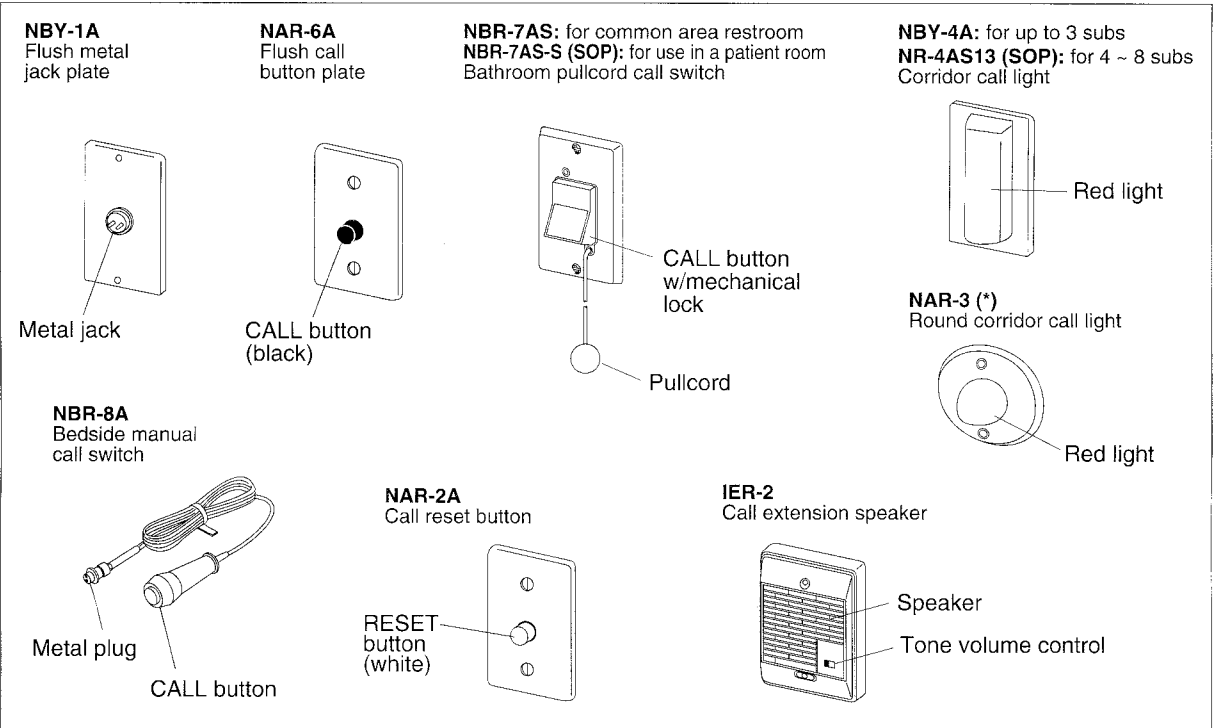 NBY-1A
Flush metal
jack plate
Metal jack
NAR-6A
Flush call
button plate
CALL button
(black)
NBR-7AS: for common area restroom
NBR-7AS-S (SOP): for use in a patient room
Bathroom pullcord call switch
CALL button
w/mechanical
lock
Pullcord
NBY-4A: for up to 3 subs
NR-4AS13 (SOP): for 4 ~ 8 subs
Corridor call light
Red light
NAR-3 (*)
Round corridor call light
Red light
NBR-8A
Bedside manual
call switch
Metal plug
CALL button
NAR-2A
Call reset button
RESET
button
(white)
IER-2
Call extension speaker
Speaker
Tone volume control